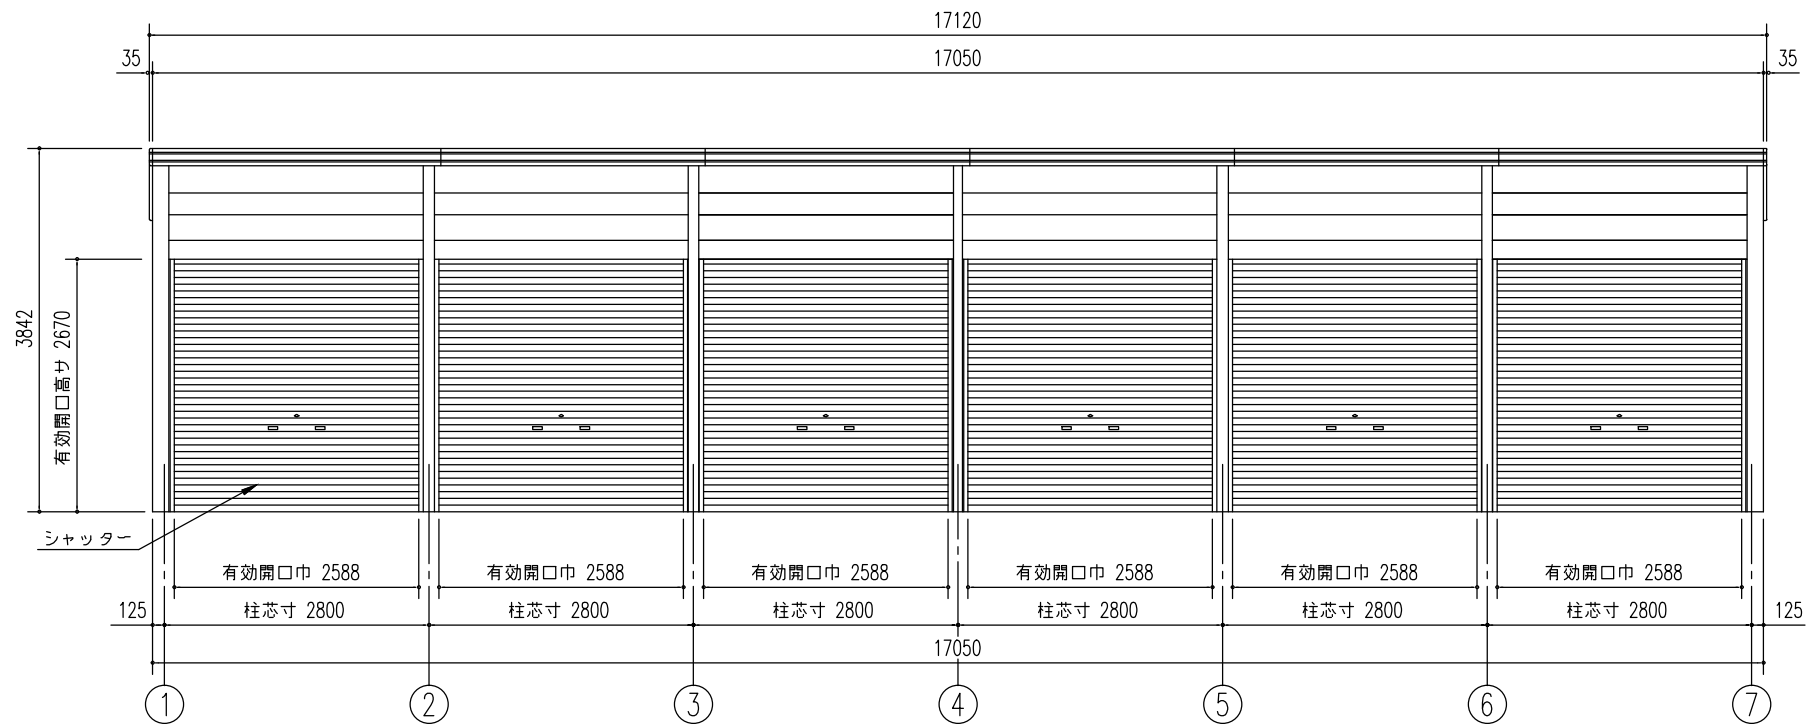 17120
35 17050 35
3842
有効開口高サ 2670
シャッター
有効開口巾 2588 有効開口巾 2588 有効開口巾 2588 有効開口巾 2588 有効開口巾 2588 有効開口巾 2588
125 柱芯寸 2800 柱芯寸 2800 柱芯寸 2800 柱芯寸 2800 柱芯寸 2800 柱芯寸 2800 125
17050
1 2 3 4 5 6 7